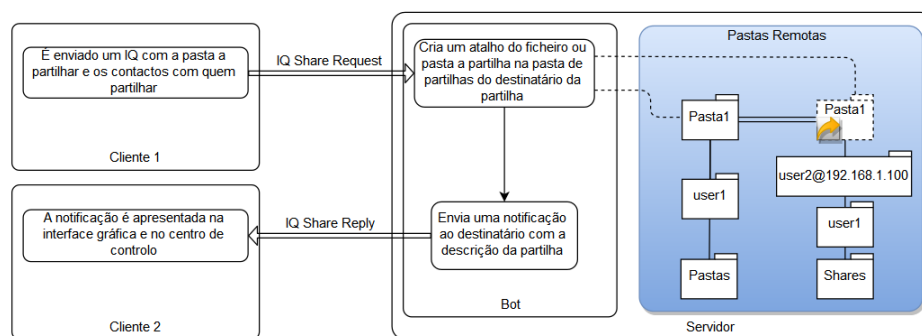 É enviado um IQ com a pasta a
partilhar e os contactos com quem
partilhar
Cliente 1
IQ Share Request
Cria um atalho do ficheiro ou
pasta a partilha na pasta de
partilhas do destinatário da
partilha
Pastas Remotas
Pasta1
Pasta1
user2@192.168.1.100
user1
user1
Pastas
Shares
A notificação é apresentada na
interface gráfica e no centro de
controlo
Cliente 2
IQ Share Reply
Envia uma notificação
ao destinatário com a
descrição da partilha
Bot
Servidor